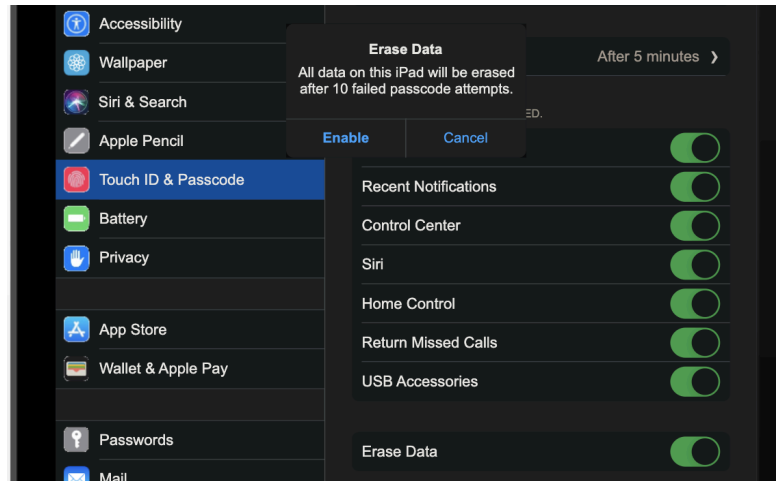 Accessibility
Wallpaper
Siri & Search
Apple Pencil
Touch ID & Passcode
Battery
Privacy
App Store
Wallet & Apple Pay
Passwords
Mail
Erase Data
All data on this iPad will be erased
after 10 failed passcode attempts.
Enable Cancel
After 5 minutes
ED.
Recent Notifications
Control Center
Siri
Home Control
Return Missed Calls
USB Accessories
Erase Data